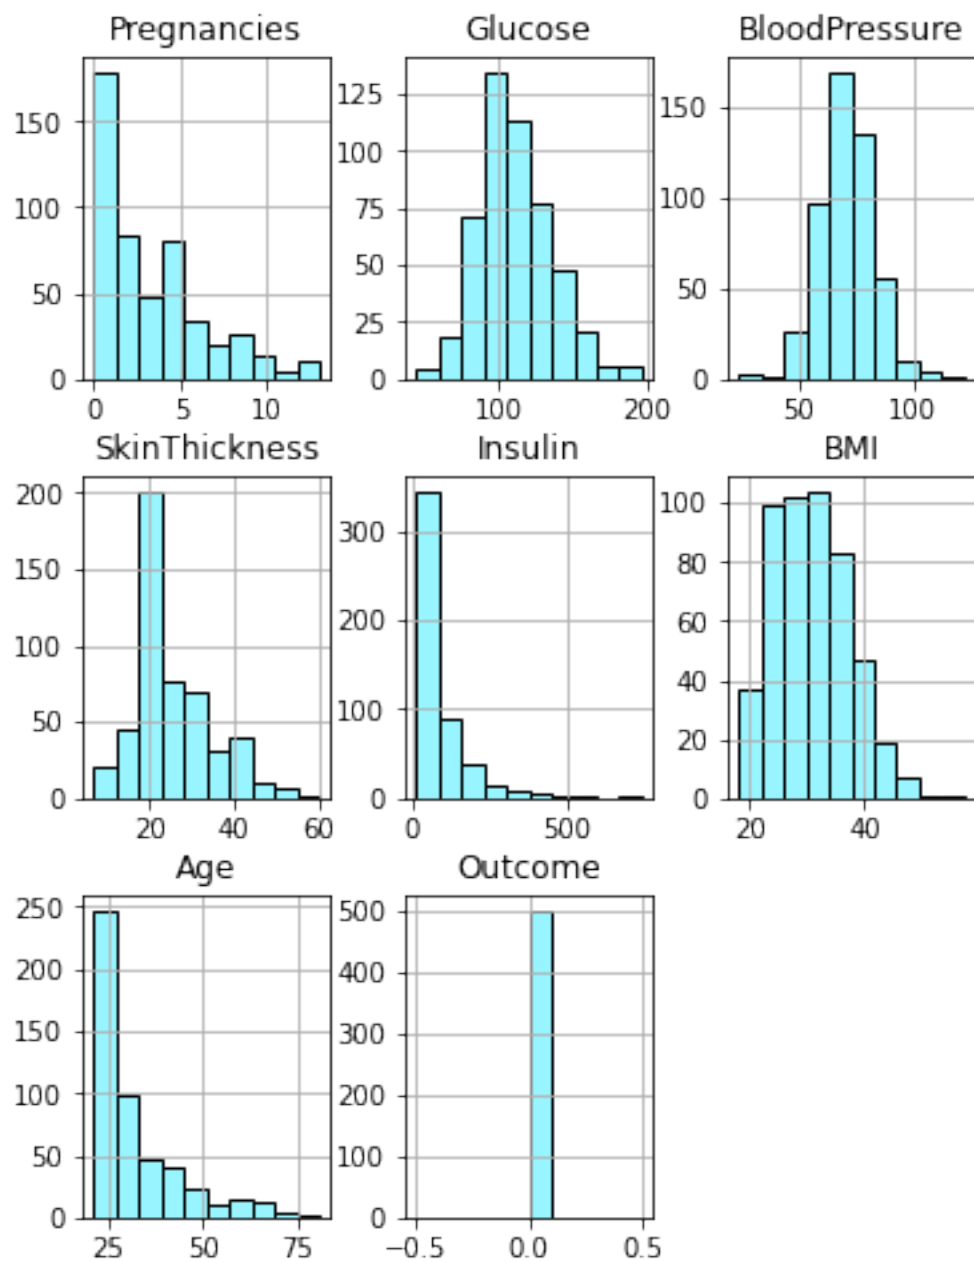 Pregnancies Glucose BloodPressure
150 100 50 0
0 5 10
125 100 75 50 25 0
100 200
150 100 50 0
50 100
SkinThickness Insulin BMI
200 150 100 50 0
20 40 60
300 200 100 0
0 500
100 80 60 40 20 0
20 40
Age Outcome
250 200 150 100 50 0
25 50 75
500 400 300 200 100 0
−0.5 0.0 0.5